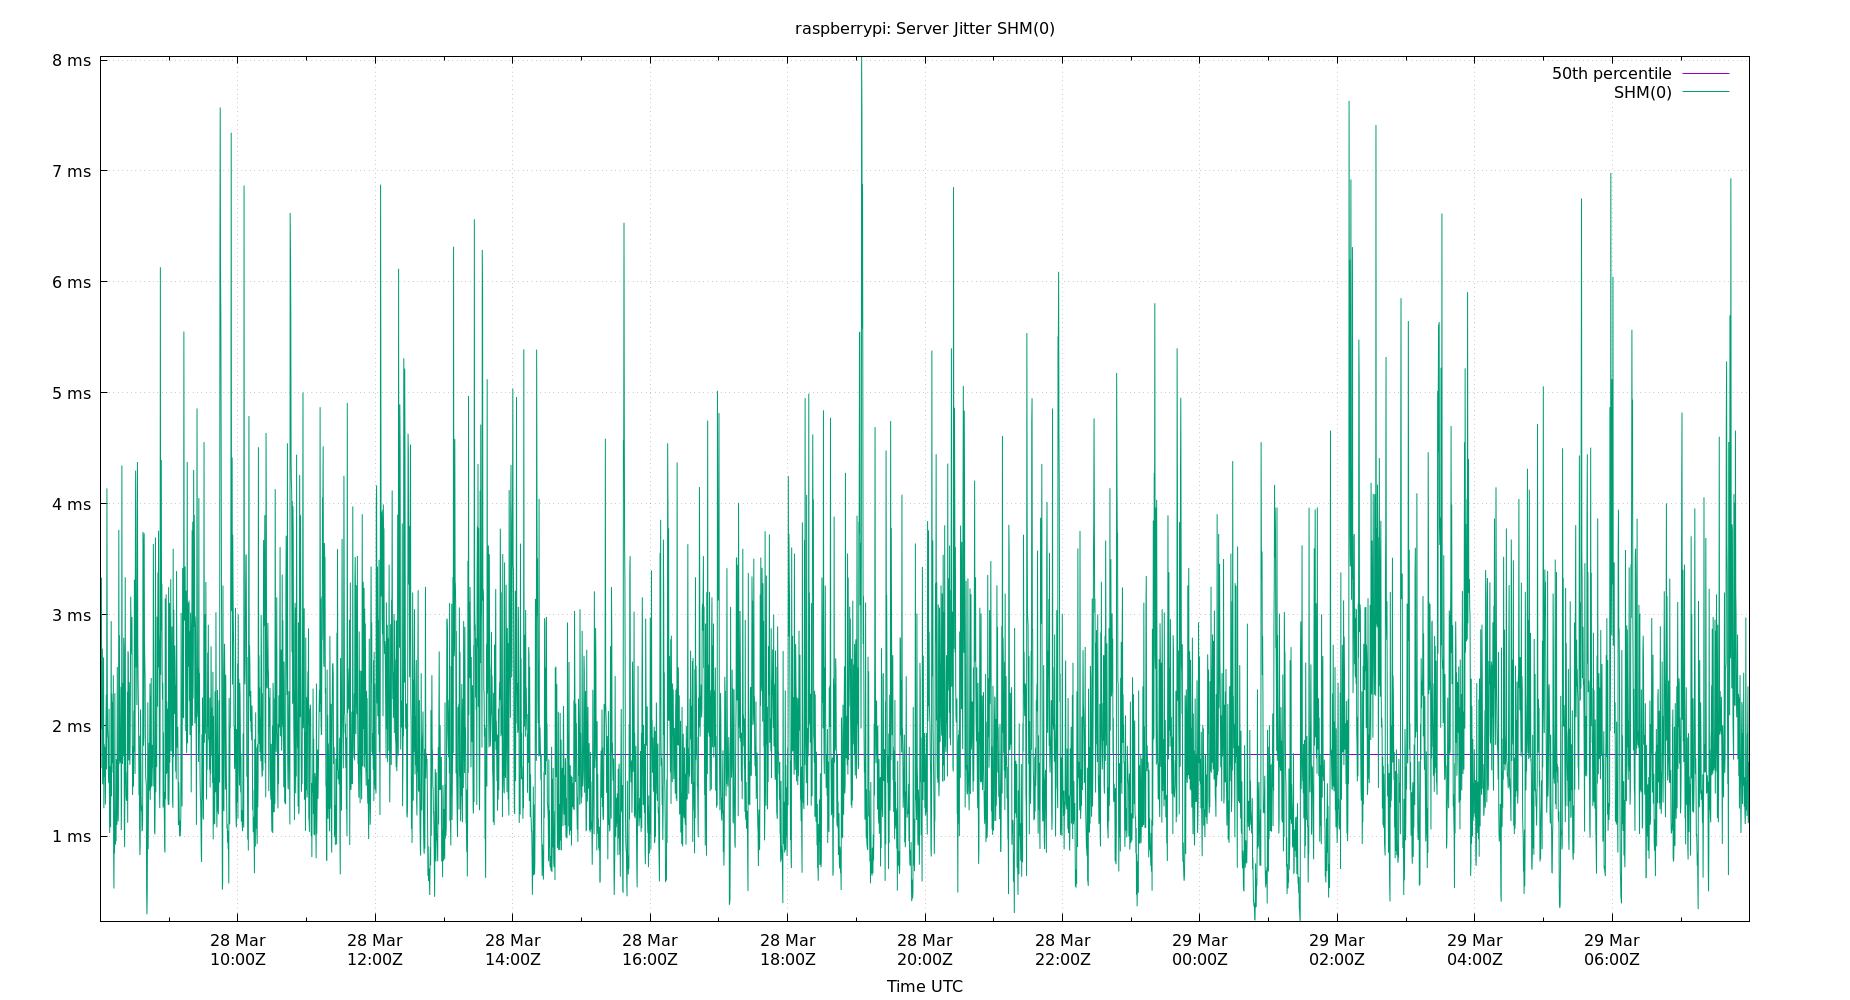 raspberrypi: Server Jitter SHM(0)
50th percentile
SHM(0)
8 ms
7 ms
6 ms
5 ms
4 ms
3 ms
2 ms
1 ms
28 Mar 28 Mar 28 Mar 28 Mar 28 Mar 28 Mar 28 Mar 29 Mar 29 Mar 29 Mar 29 Mar
10:00Z 12:00Z 14:00Z 16:00Z 18:00Z 20:00Z 22:00Z 00:00Z 02:00Z 04:00Z 06:00Z
Time UTC